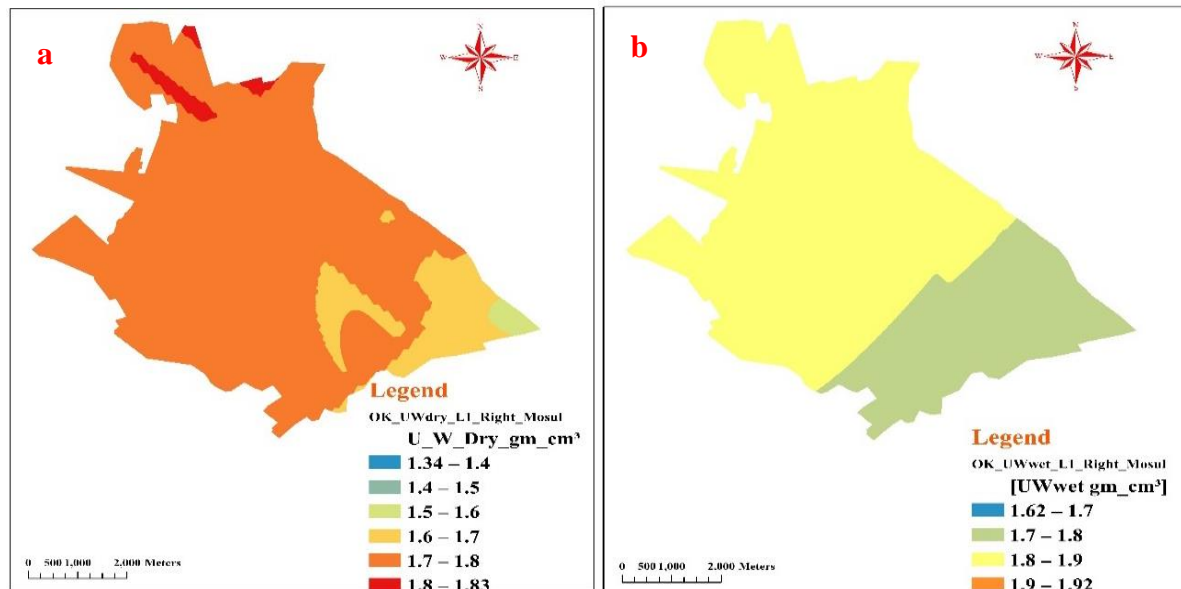 a
N
W
E
S
Legend
OK_UWdry_L1_Right_Mosul
U_W_Dry_gm_cm³
1.34 – 1.4
1.4 – 1.5
1.5 – 1.6
1.6 – 1.7
1.7 – 1.8
1.8 – 1.83
0 500 1,000 2,000 Meters
b
W
E
Legend
OK_UWwet_L1_Right_Mosul
[UWwet gm_cm³]
1.62 – 1.7
1.7 – 1.8
1.8 – 1.9
1.9 – 1.92
0 500 1,000 2,000 Meters